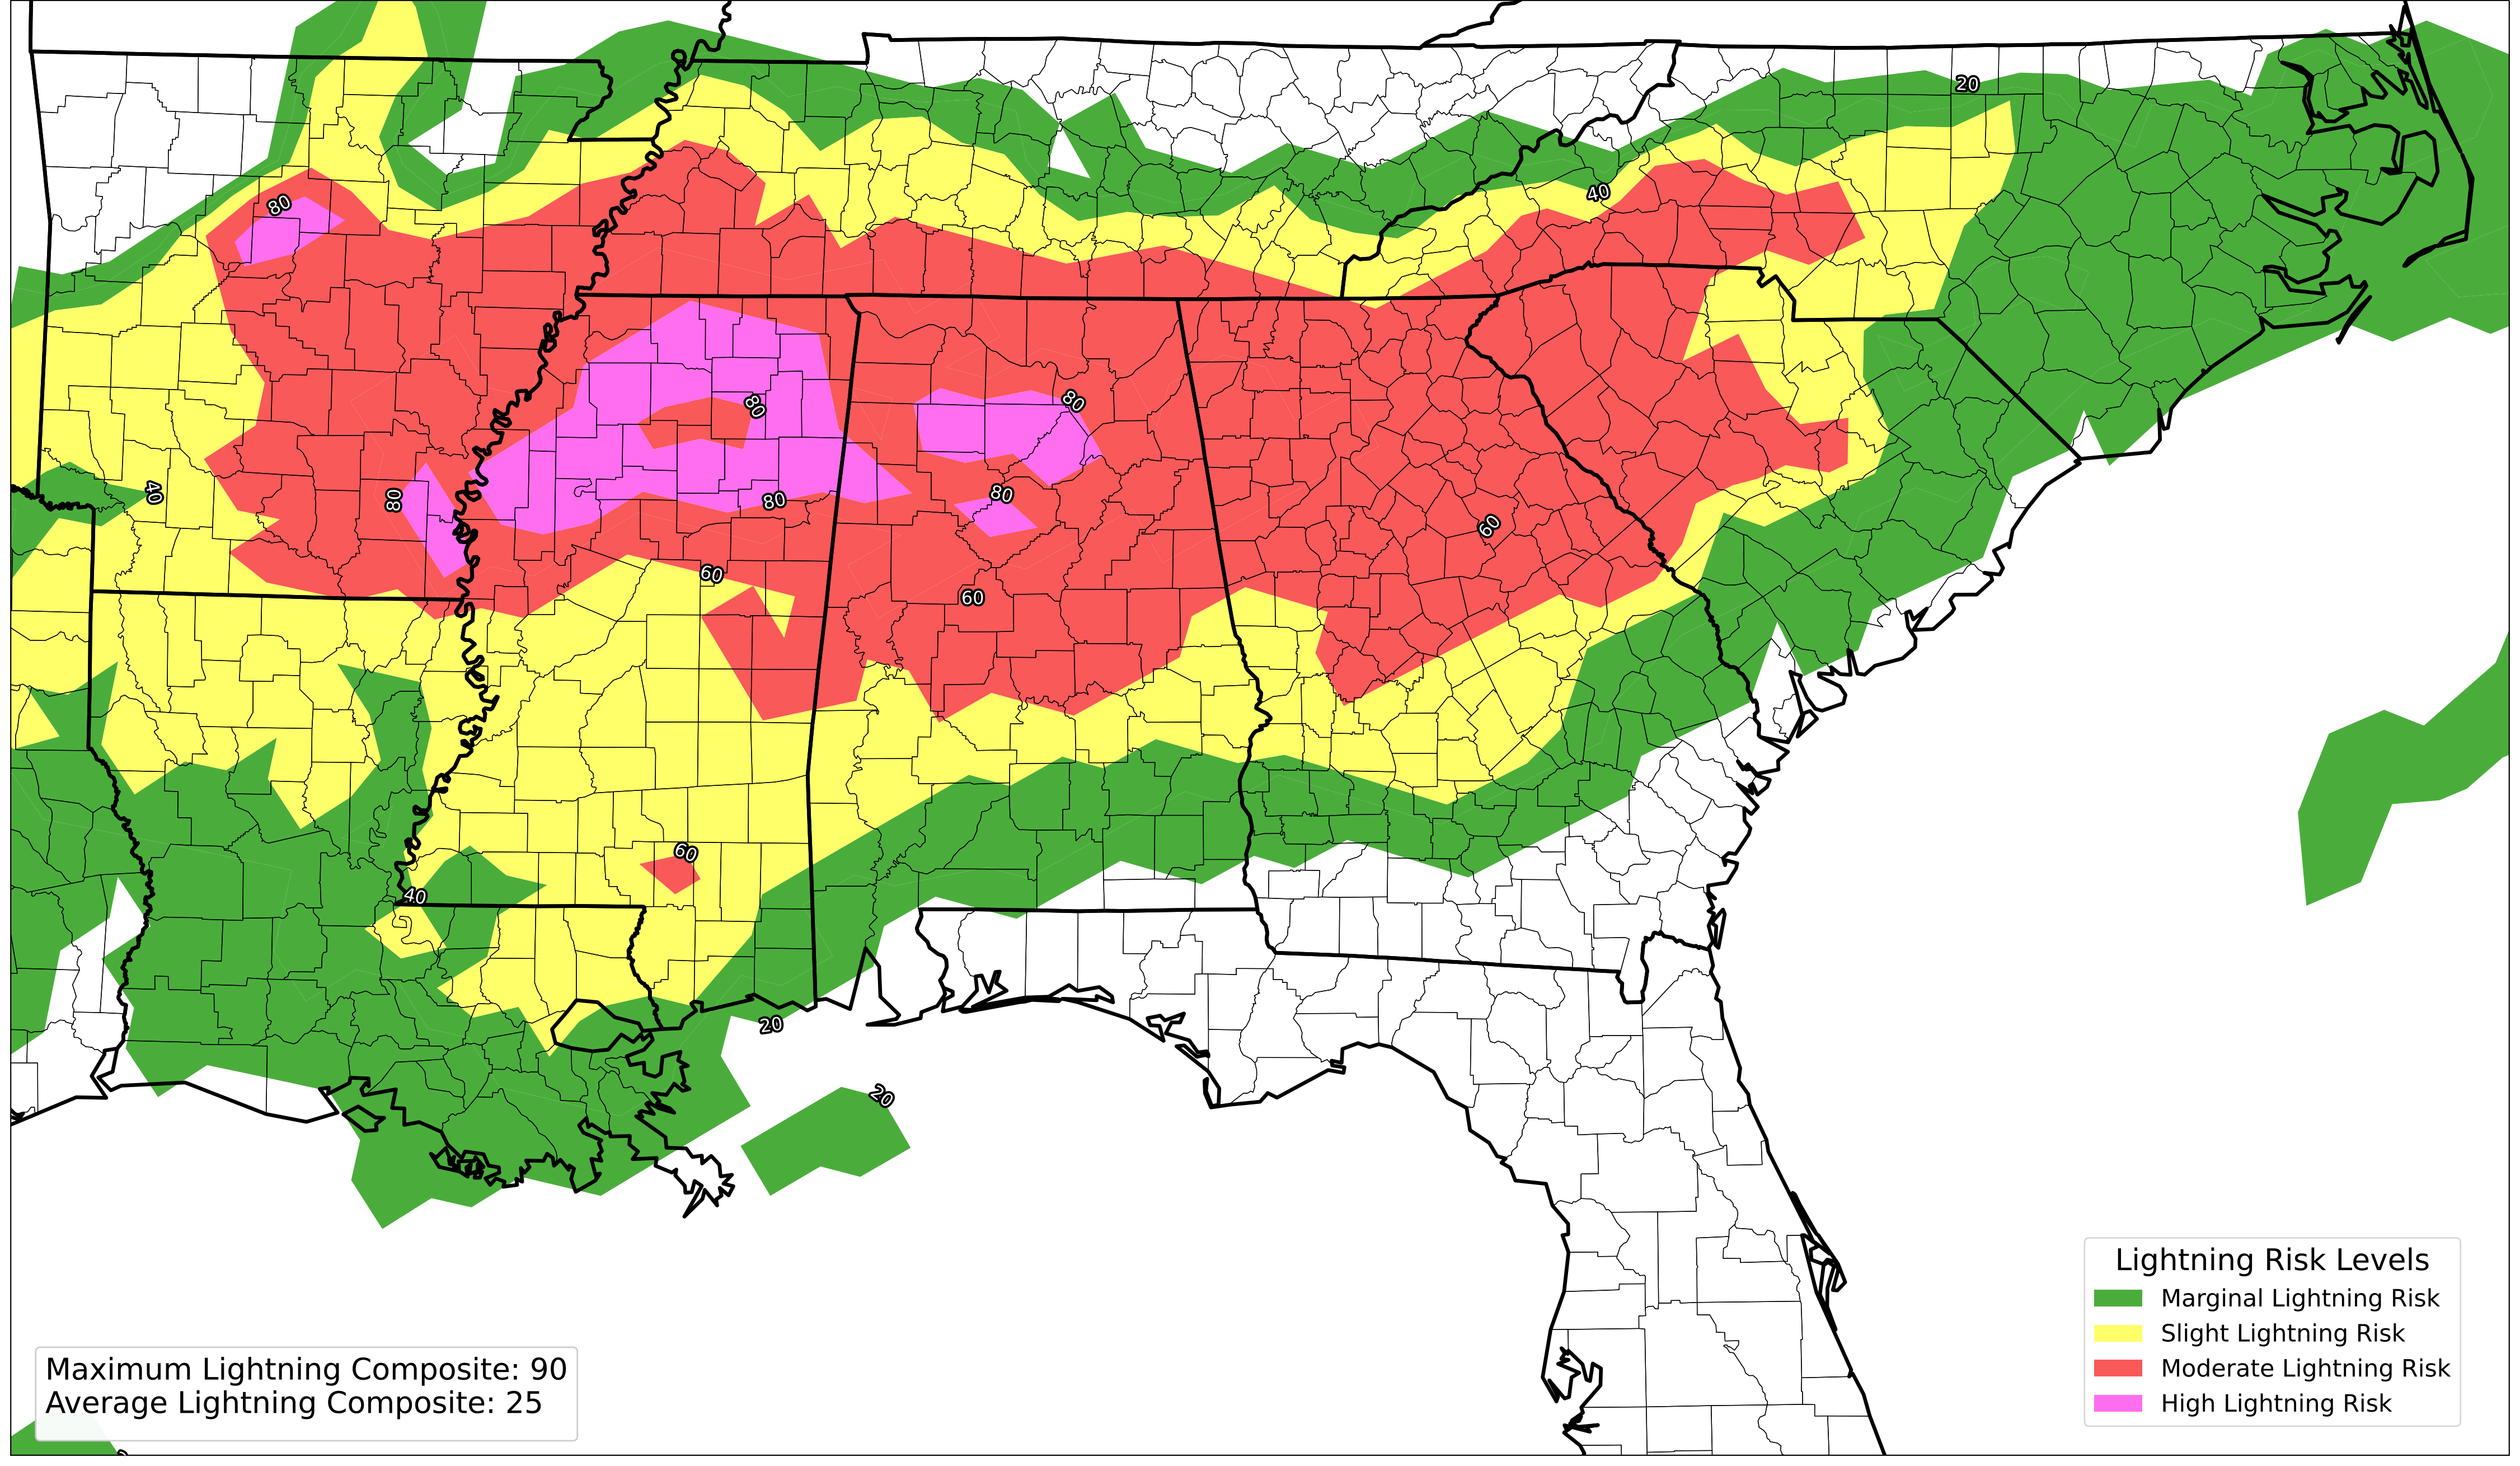 20
40
80
80
80
40
80
80
80
60
60
60
60
40
20
20
Lightning Risk Levels
Marginal Lightning Risk
Slight Lightning Risk
Moderate Lightning Risk
High Lightning Risk
Maximum Lightning Composite: 90
Average Lightning Composite: 25